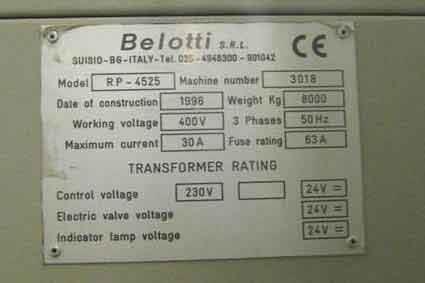 Belotti S.R.L. CE
SUISIO-BG-ITALY-Tel. 035-4948300-901042
Model RP-4525 Machine number 3018
Date of construction 1998 Weight Kg 8000
Working voltage 400V 3 Phases 50Hz
Maximum current 30A Fuse rating 63A
TRANSFORMER RATING
Control voltage 230V 24V =
Electric valve voltage 24V =
Indicator lamp voltage 24V =